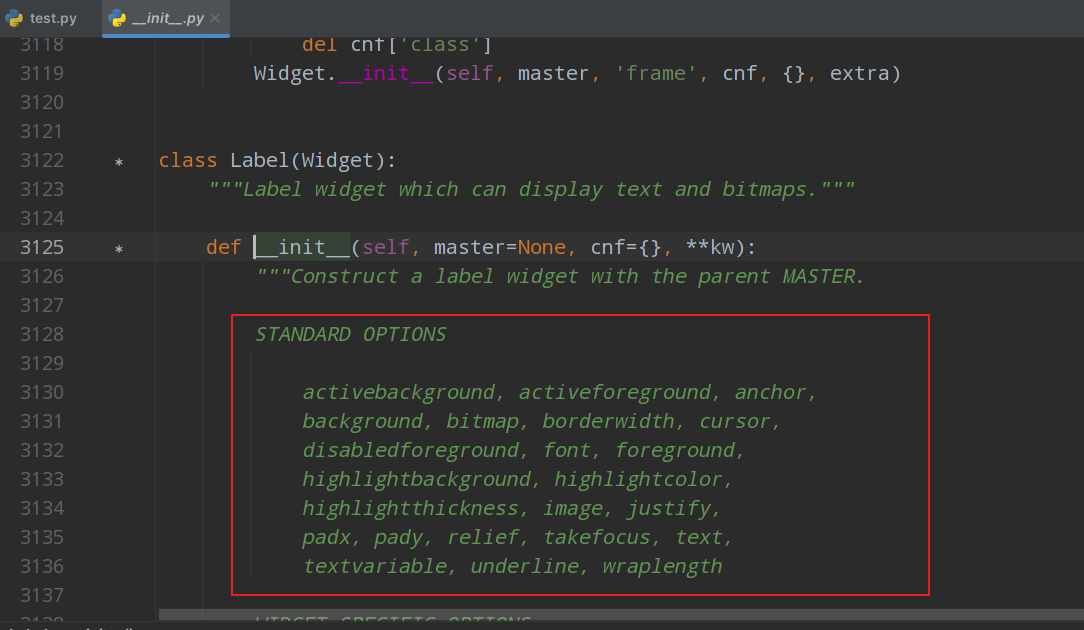 test.py __init__.py
3118 del cnf['class']
3119 Widget.__init__(self, master, 'frame', cnf, {}, extra)
3120
3121
3122 * class Label(Widget):
3123 """Label widget which can display text and bitmaps."""
3124
3125 * def __init__(self, master=None, cnf={}, **kw):
3126 """Construct a label widget with the parent MASTER.
3127
3128 STANDARD OPTIONS
3129
3130 activebackground, activeforeground, anchor,
3131 background, bitmap, borderwidth, cursor,
3132 disabledforeground, font, foreground,
3133 highlightbackground, highlightcolor,
3134 highlightthickness, image, justify,
3135 padx, pady, relief, takefocus, text,
3136 textvariable, underline, wraplength
3137
3138 WIDGET-SPECIFIC OPTIONS